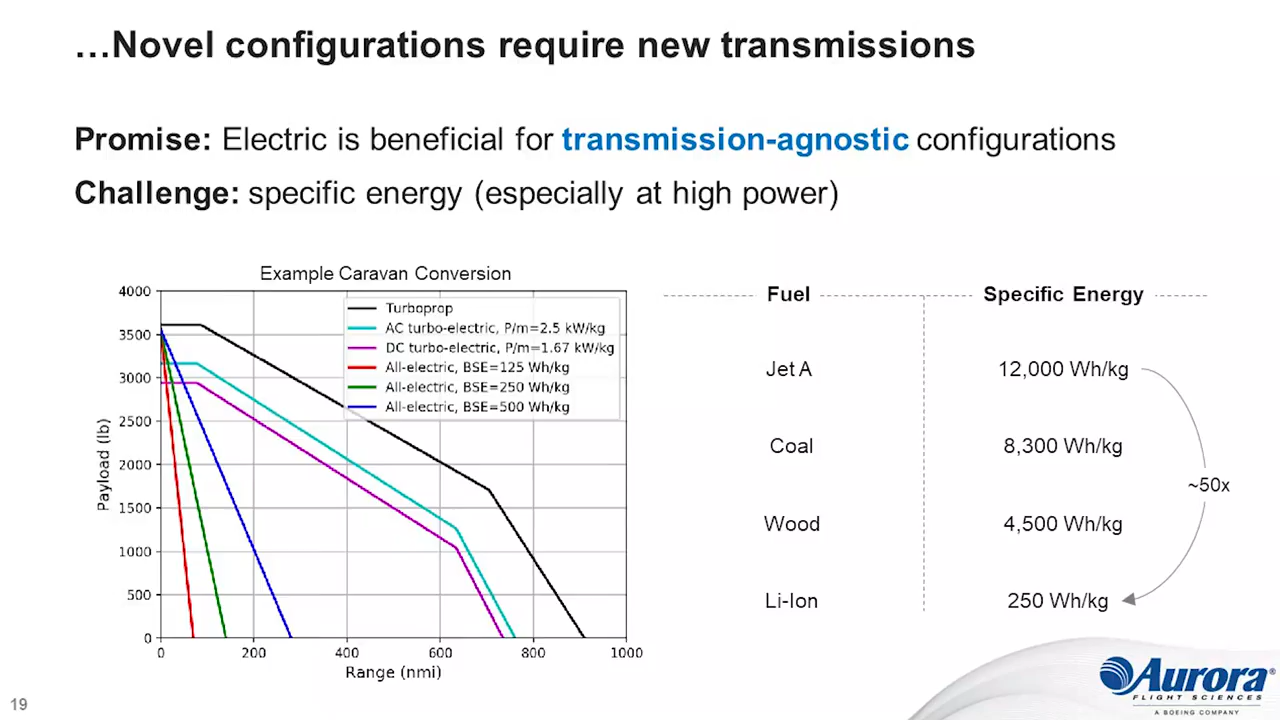 …Novel configurations require new transmissions
Promise: Electric is beneficial for transmission-agnostic configurations
Challenge: specific energy (especially at high power)
Example Caravan Conversion
Payload (lb)
4000
3500
3000
2500
2000
1500
1000
500
0
0 200 400 600 800 1000
Range (nmi)
Turboprop
AC turbo-electric, P/m=2.5 kW/kg
DC turbo-electric, P/m=1.67 kW/kg
All-electric, BSE=125 Wh/kg
All-electric, BSE=250 Wh/kg
All-electric, BSE=500 Wh/kg
Fuel Specific Energy
Jet A 12,000 Wh/kg
Coal 8,300 Wh/kg
~50x
Wood 4,500 Wh/kg
Li-Ion 250 Wh/kg
Aurora®
FLIGHT SCIENCES
A BOEING COMPANY
19